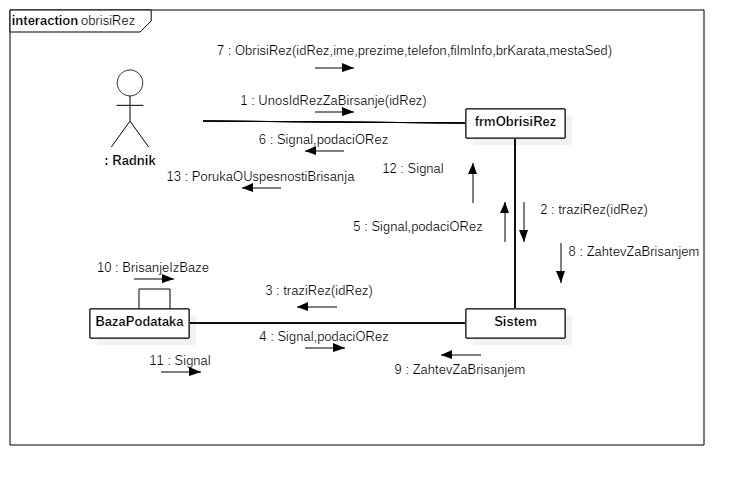 interaction obrisiRez
7 : ObrisiRez(idRez,ime,prezime,telefon,filmInfo,brKarata,mestaSed)
1 : UnosIdRezZaBirsanje(idRez)
frmObrisiRez
6 : Signal,podaciORez
: Radnik
12 : Signal
13 : PorukaOUspesnostiBrisanja
2 : traziRez(idRez)
5 : Signal,podaciORez
8 : ZahtevZaBrisanjem
10 : BrisanjeIzBaze
3 : traziRez(idRez)
BazaPodataka
Sistem
4 : Signal,podaciORez
11 : Signal
9 : ZahtevZaBrisanjem